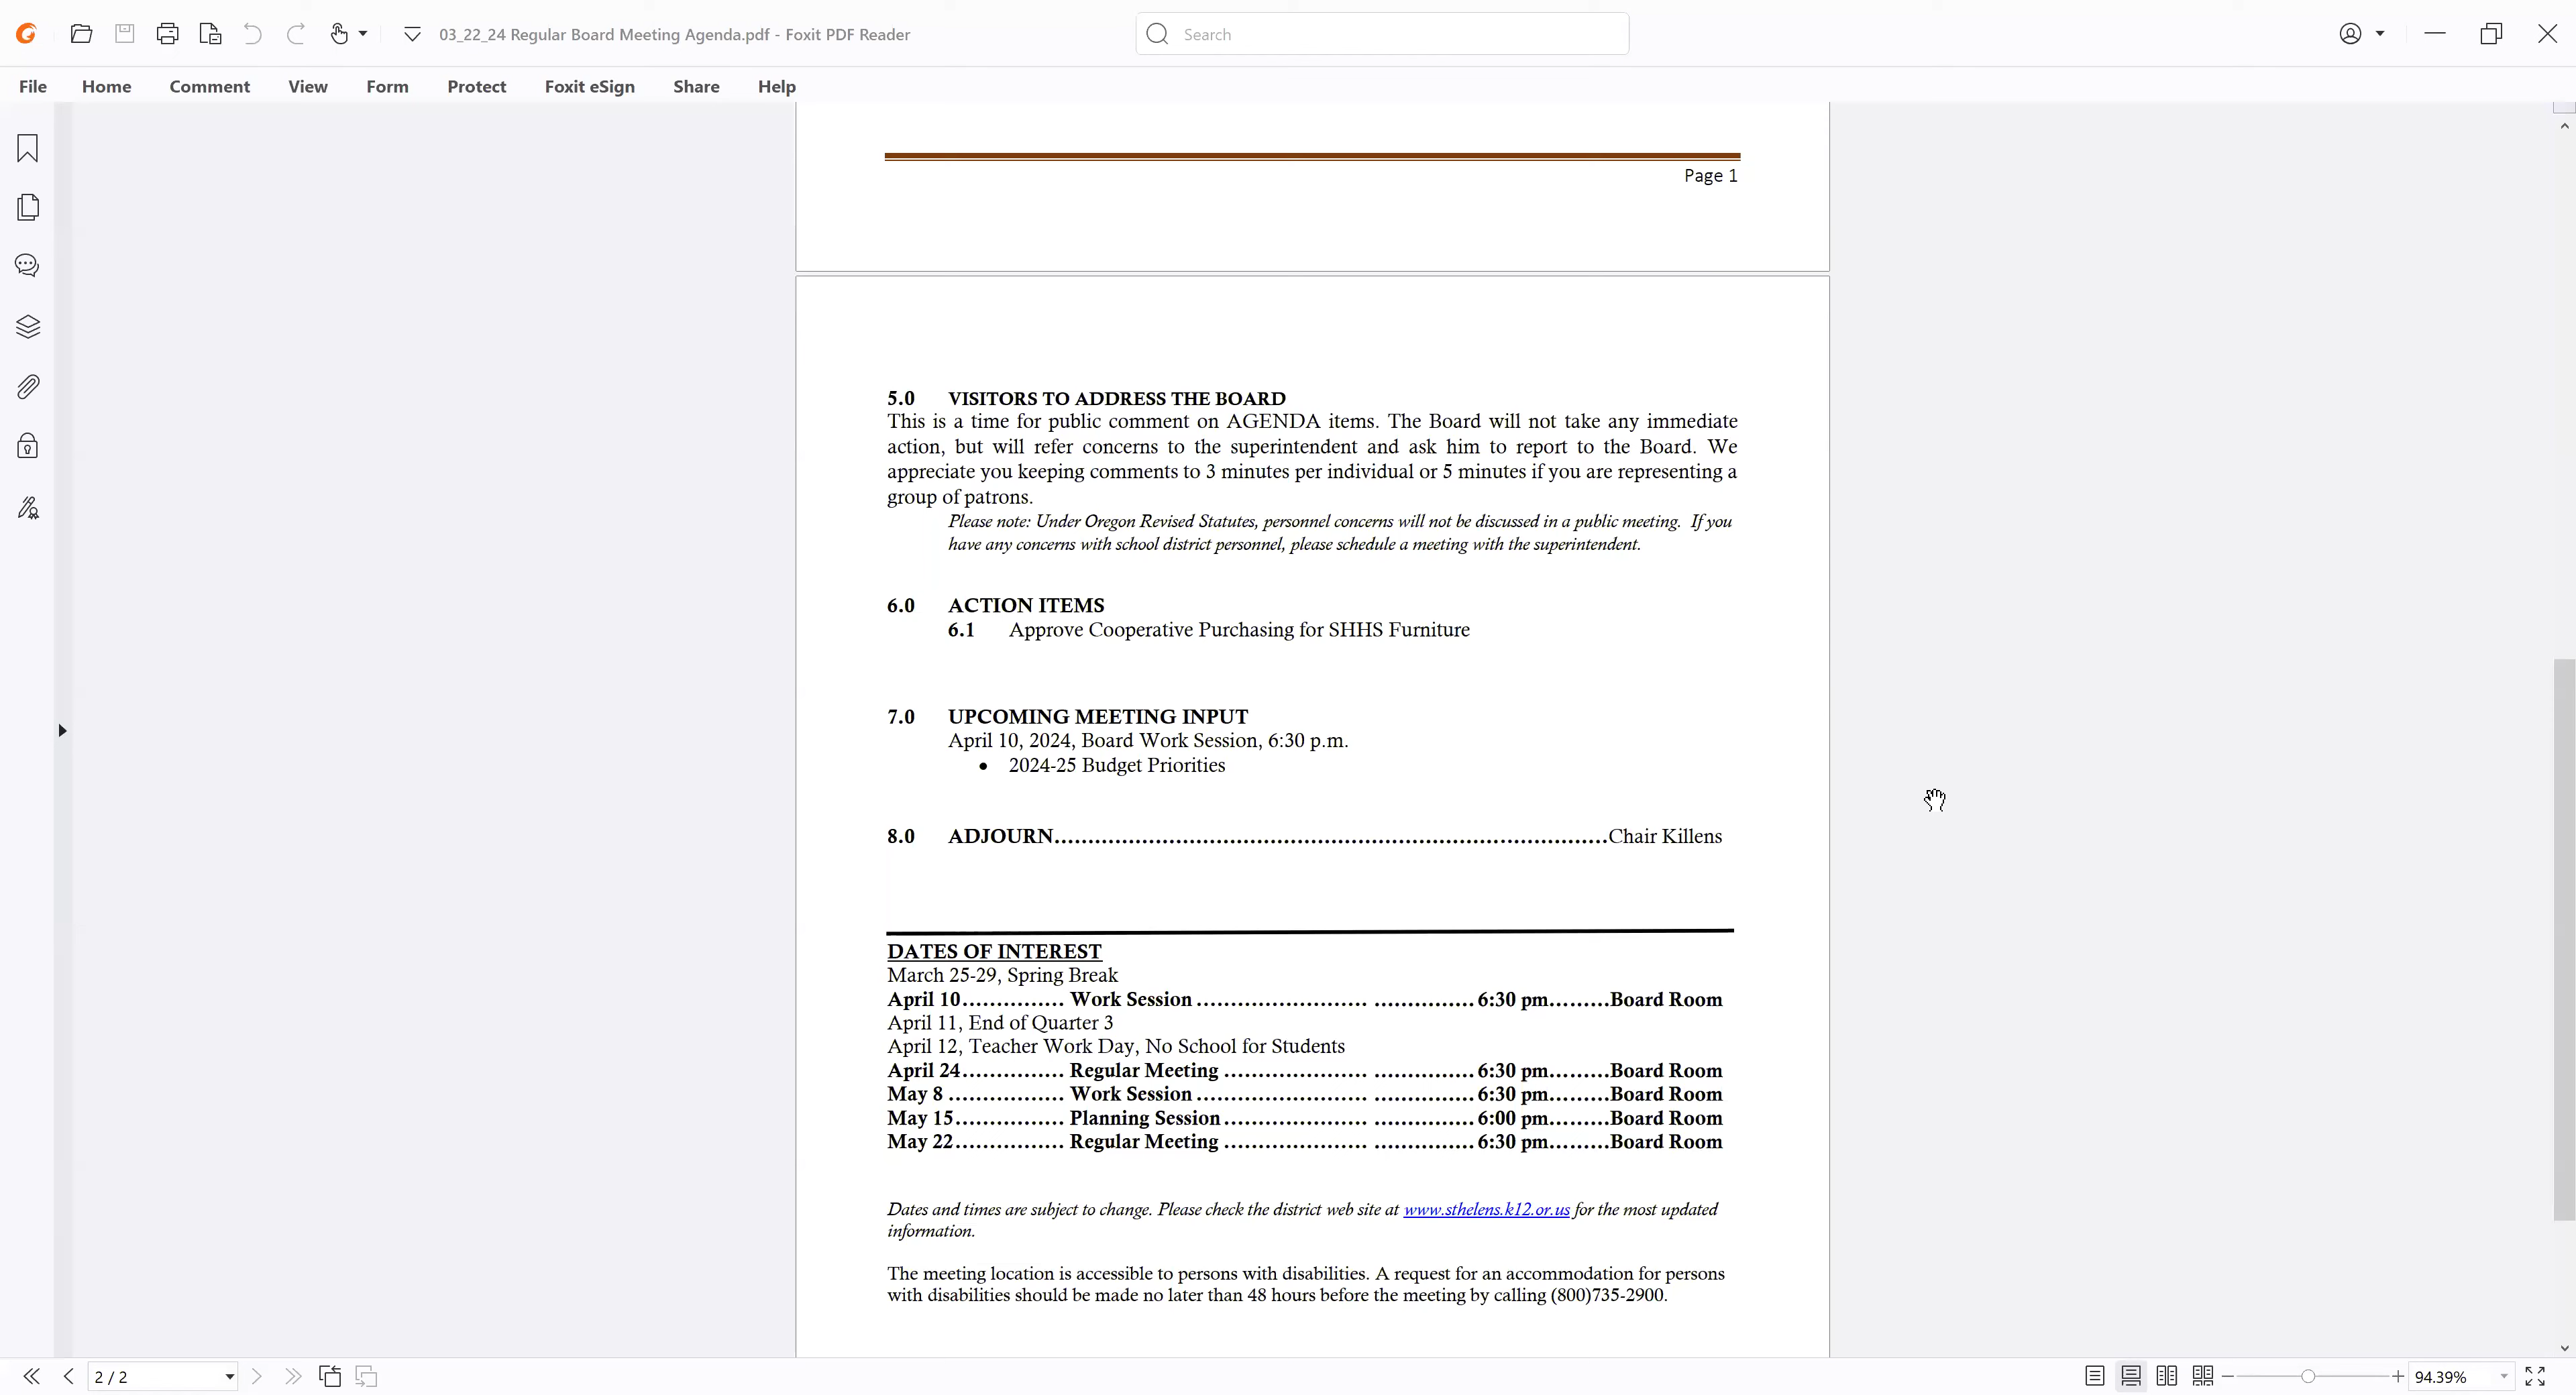 03_22_24 Regular Board Meeting Agenda.pdf - Foxit PDF Reader
Search
File Home Comment View Form Protect Foxit eSign Share Help
Page 1
5.0 VISITORS TO ADDRESS THE BOARD
This is a time for public comment on AGENDA items. The Board will not take any immediate
action, but will refer concerns to the superintendent and ask him to report to the Board. We
appreciate you keeping comments to 3 minutes per individual or 5 minutes if you are representing a
group of patrons.
Please note: Under Oregon Revised Statutes, personnel concerns will not be discussed in a public meeting. If you
have any concerns with school district personnel, please schedule a meeting with the superintendent.
6.0 ACTION ITEMS
6.1 Approve Cooperative Purchasing for SHHS Furniture
7.0 UPCOMING MEETING INPUT
April 10, 2024, Board Work Session, 6:30 p.m.
• 2024-25 Budget Priorities
8.0 ADJOURN....................................................................................Chair Killens
DATES OF INTEREST
March 25-29, Spring Break
April 10............... Work Session ......................... ............... 6:30 pm.........Board Room
April 11, End of Quarter 3
April 12, Teacher Work Day, No School for Students
April 24............... Regular Meeting ..................... ............... 6:30 pm.........Board Room
May 8 ................. Work Session ......................... ............... 6:30 pm.........Board Room
May 15................ Planning Session..................... ............... 6:00 pm.........Board Room
May 22................ Regular Meeting ..................... ............... 6:30 pm.........Board Room
Dates and times are subject to change. Please check the district web site at www.sthelens.k12.or.us for the most updated
information.
The meeting location is accessible to persons with disabilities. A request for an accommodation for persons
with disabilities should be made no later than 48 hours before the meeting by calling (800)735-2900.
2 / 2
94.39%